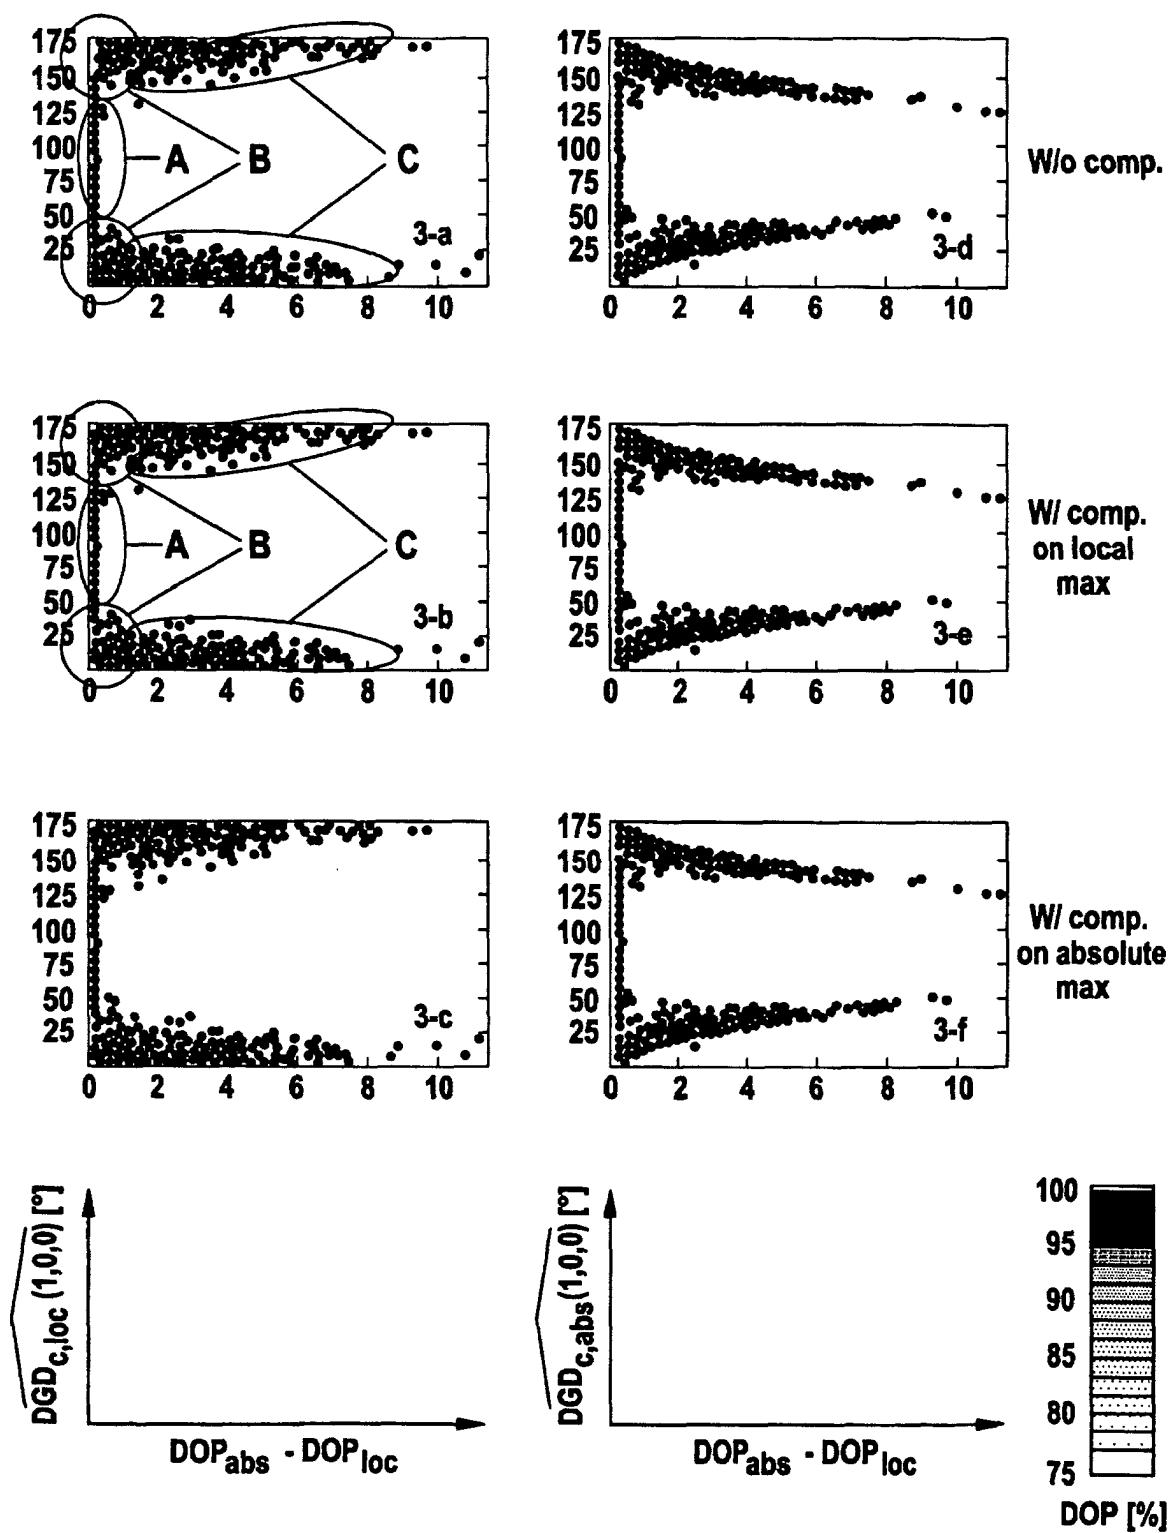 175
150
125
100
75
50
25
0 2 4 6 8 10
A B C
3-a
175
150
125
100
75
50
25
0 2 4 6 8 10
3-d
W/o comp.
175
150
125
100
75
50
25
0 2 4 6 8 10
A B C
3-b
175
150
125
100
75
50
25
0 2 4 6 8 10
3-e
W/ comp.
on local
max
175
150
125
100
75
50
25
0 2 4 6 8 10
3-c
175
150
125
100
75
50
25
0 2 4 6 8 10
3-f
W/ comp.
on absolute
max
DGDc,loc (1,0,0) [°]
DOPabs - DOPloc
DGDc,abs (1,0,0) [°]
DOPabs - DOPloc
100
95
90
85
80
75
DOP [%]